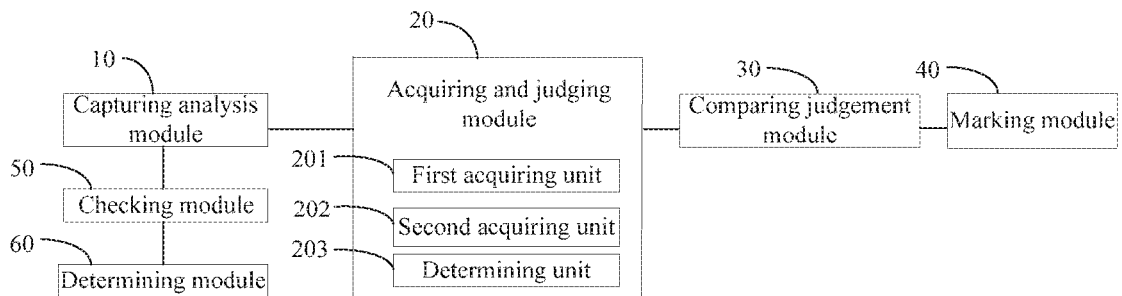 20
10
Capturing analysis
module
Acquiring and judging
module
30
Comparing judgement
module
40
Marking module
201
First acquiring unit
50
Checking module
202
Second acquiring unit
60
Determining module
203
Determining unit